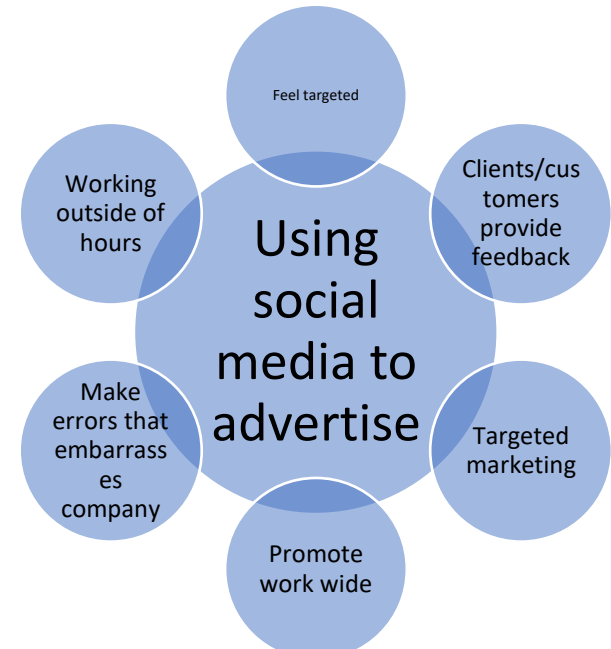 Feel targeted
Clients/cus
tomers
provide
feedback
Targeted
marketing
Promote
work wide
Make
errors that
embarrass
es
company
Working
outside of
hours
Using
social
media to
advertise